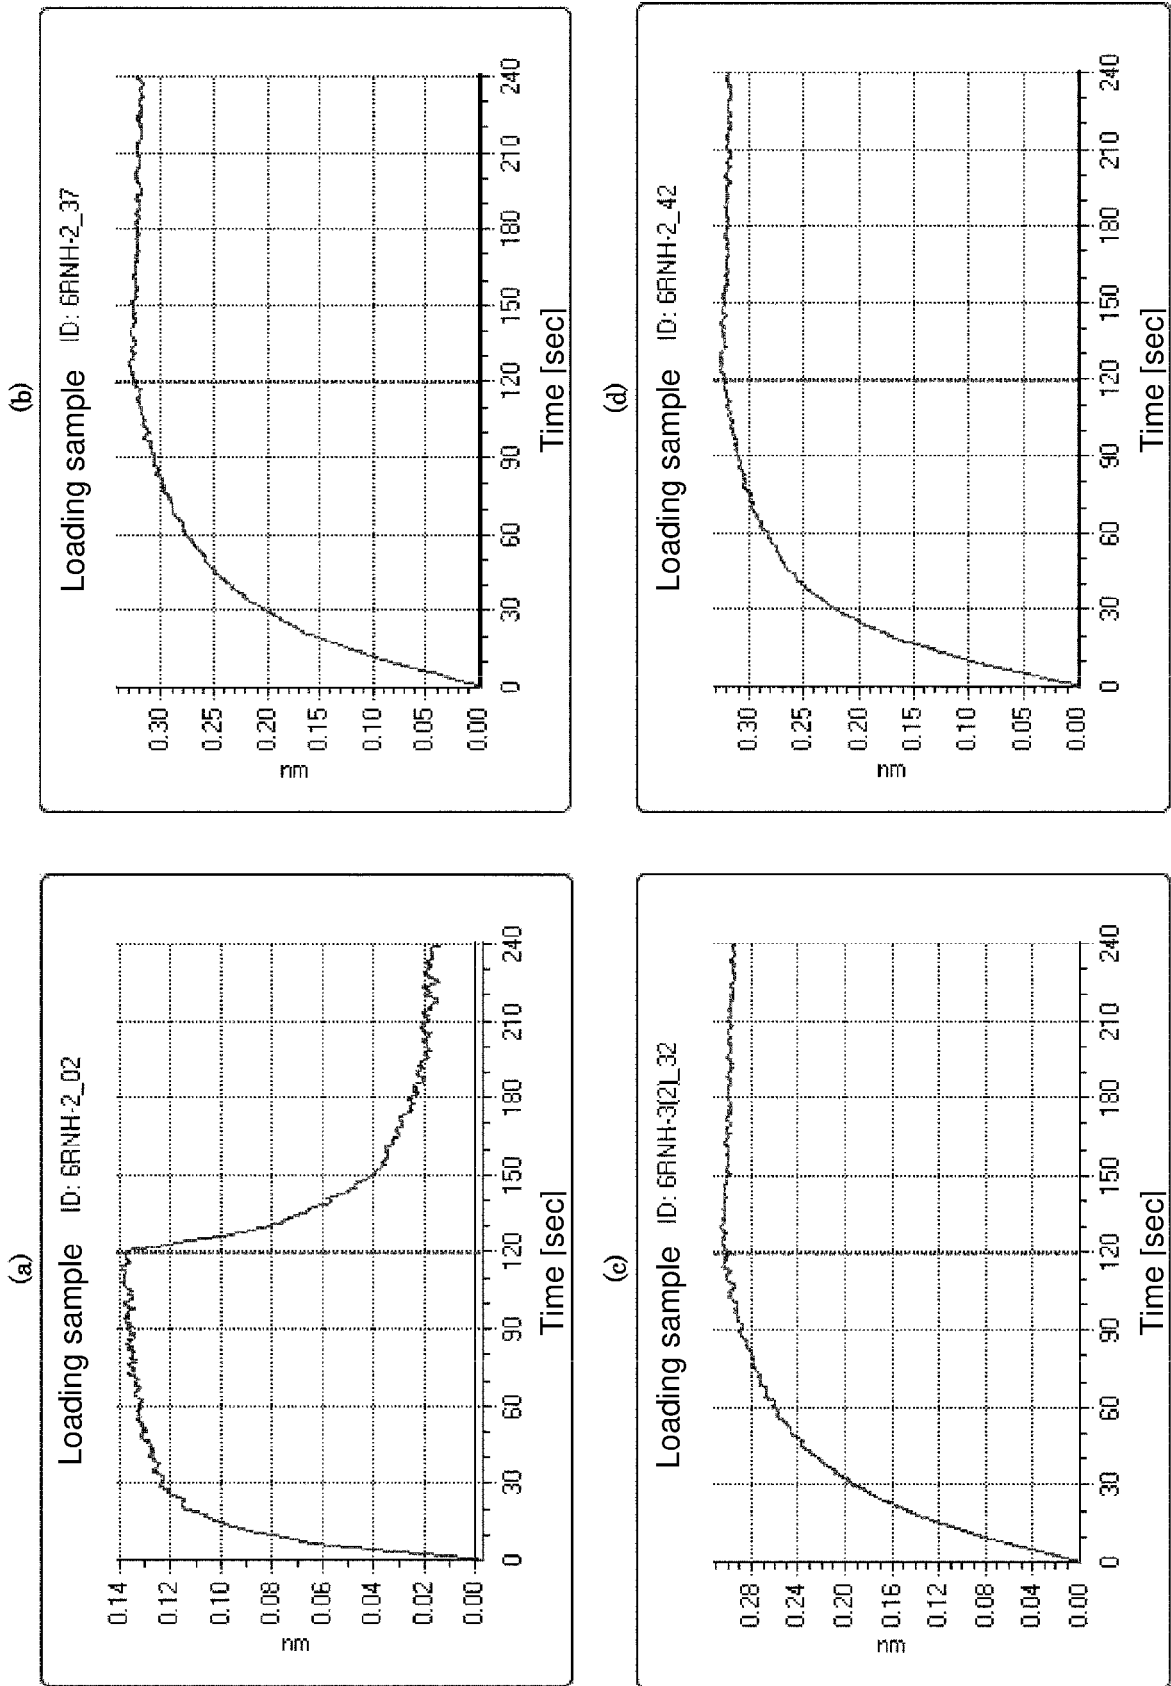 (a)
Loading sample ID: 6RNH-2_02
nm
0.14
0.12
0.10
0.08
0.06
0.04
0.02
0.00
0 30 60 90 120 150 180 210 240
Time [sec]
(b)
Loading sample ID: 6RNH-2_37
nm
0.30
0.25
0.20
0.15
0.10
0.05
0.00
0 30 60 90 120 150 180 210 240
Time [sec]
(c)
Loading sample ID: 6RNH-3(2)_32
nm
0.28
0.24
0.20
0.16
0.12
0.08
0.04
0.00
0 30 60 90 120 150 180 210 240
Time [sec]
(d)
Loading sample ID: 6RNH-2_42
nm
0.30
0.25
0.20
0.15
0.10
0.05
0.00
0 30 60 90 120 150 180 210 240
Time [sec]